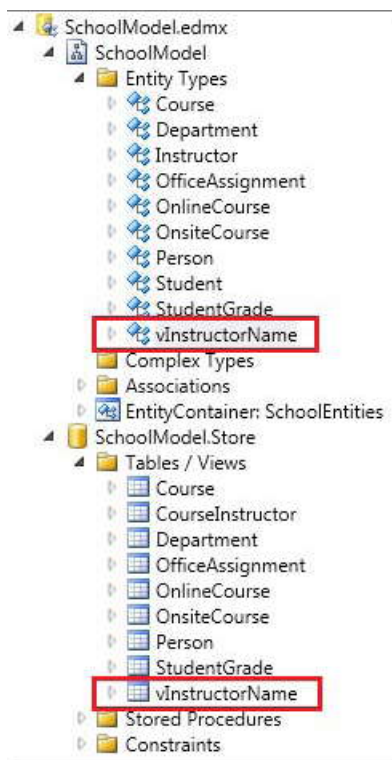 SchoolModel.edmx
SchoolModel
Entity Types
Course
Department
Instructor
OfficeAssignment
OnlineCourse
OnsiteCourse
Person
Student
StudentGrade
vInstructorName
Complex Types
Associations
EntityContainer: SchoolEntities
SchoolModel.Store
Tables / Views
Course
CourseInstructor
Department
OfficeAssignment
OnlineCourse
OnsiteCourse
Person
StudentGrade
vInstructorName
Stored Procedures
Constraints